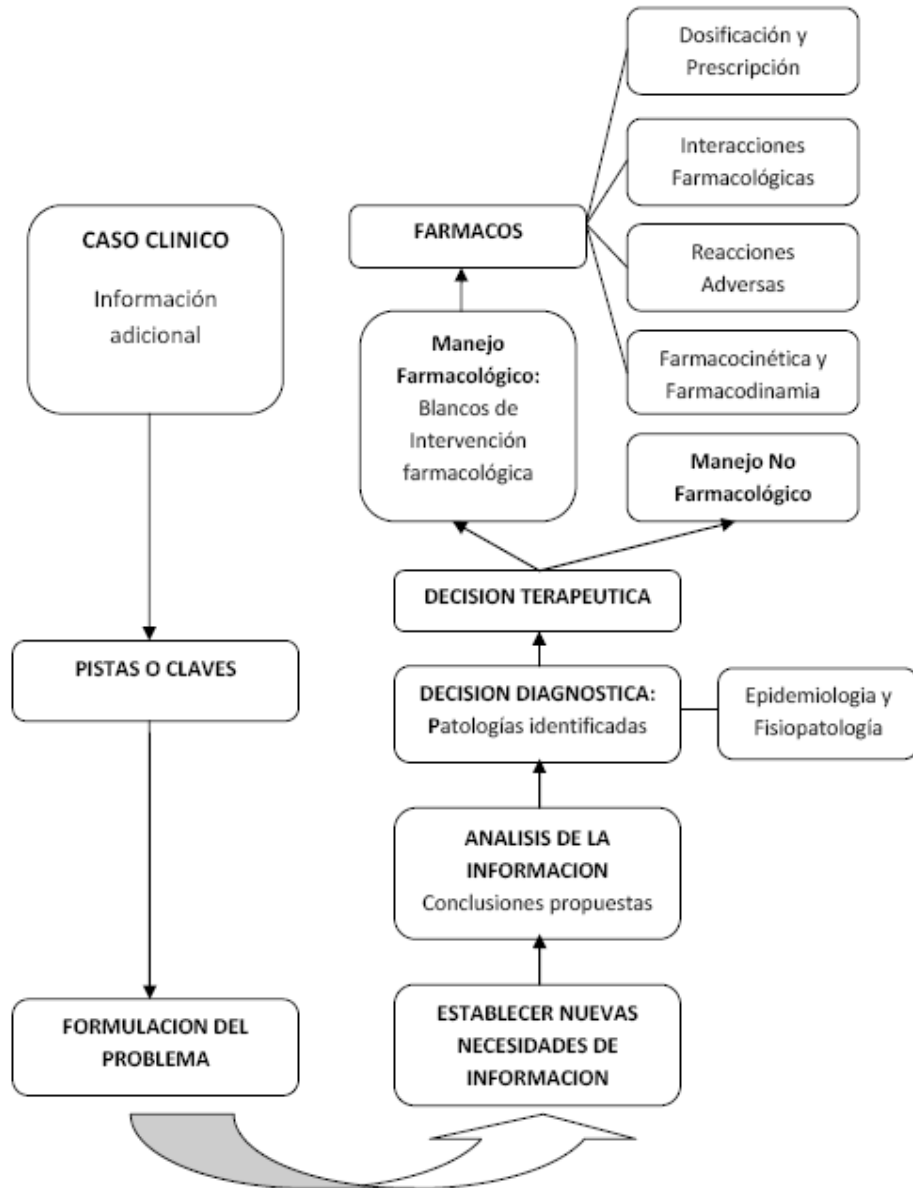 CASO CLINICO
Información
adicional
PISTAS O CLAVES
FORMULACION DEL
PROBLEMA
ESTABLECER NUEVAS
NECESIDADES DE
INFORMACION
ANALISIS DE LA
INFORMACION
Conclusiones propuestas
DECISION DIAGNOSTICA:
Patologías identificadas
Epidemiologia y
Fisiopatología
DECISION TERAPEUTICA
Manejo
Farmacológico:
Blancos de
Intervención
farmacológica
Manejo No
Farmacológico
FARMACOS
Dosificación y
Prescripción
Interacciones
Farmacológicas
Reacciones
Adversas
Farmacocinética y
Farmacodinamia